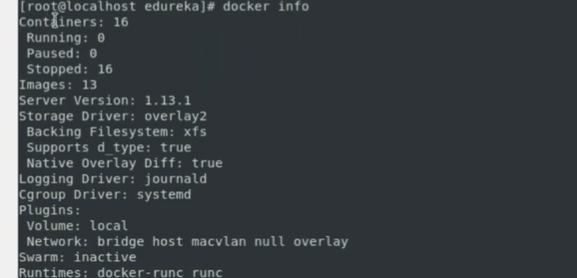 [root@localhost edureka]# docker info
Containers: 16
 Running: 0
 Paused: 0
 Stopped: 16
Images: 13
Server Version: 1.13.1
Storage Driver: overlay2
 Backing Filesystem: xfs
 Supports d_type: true
 Native Overlay Diff: true
Logging Driver: journald
Cgroup Driver: systemd
Plugins:
 Volume: local
 Network: bridge host macvlan null overlay
Swarm: inactive
Runtimes: docker-runc runc